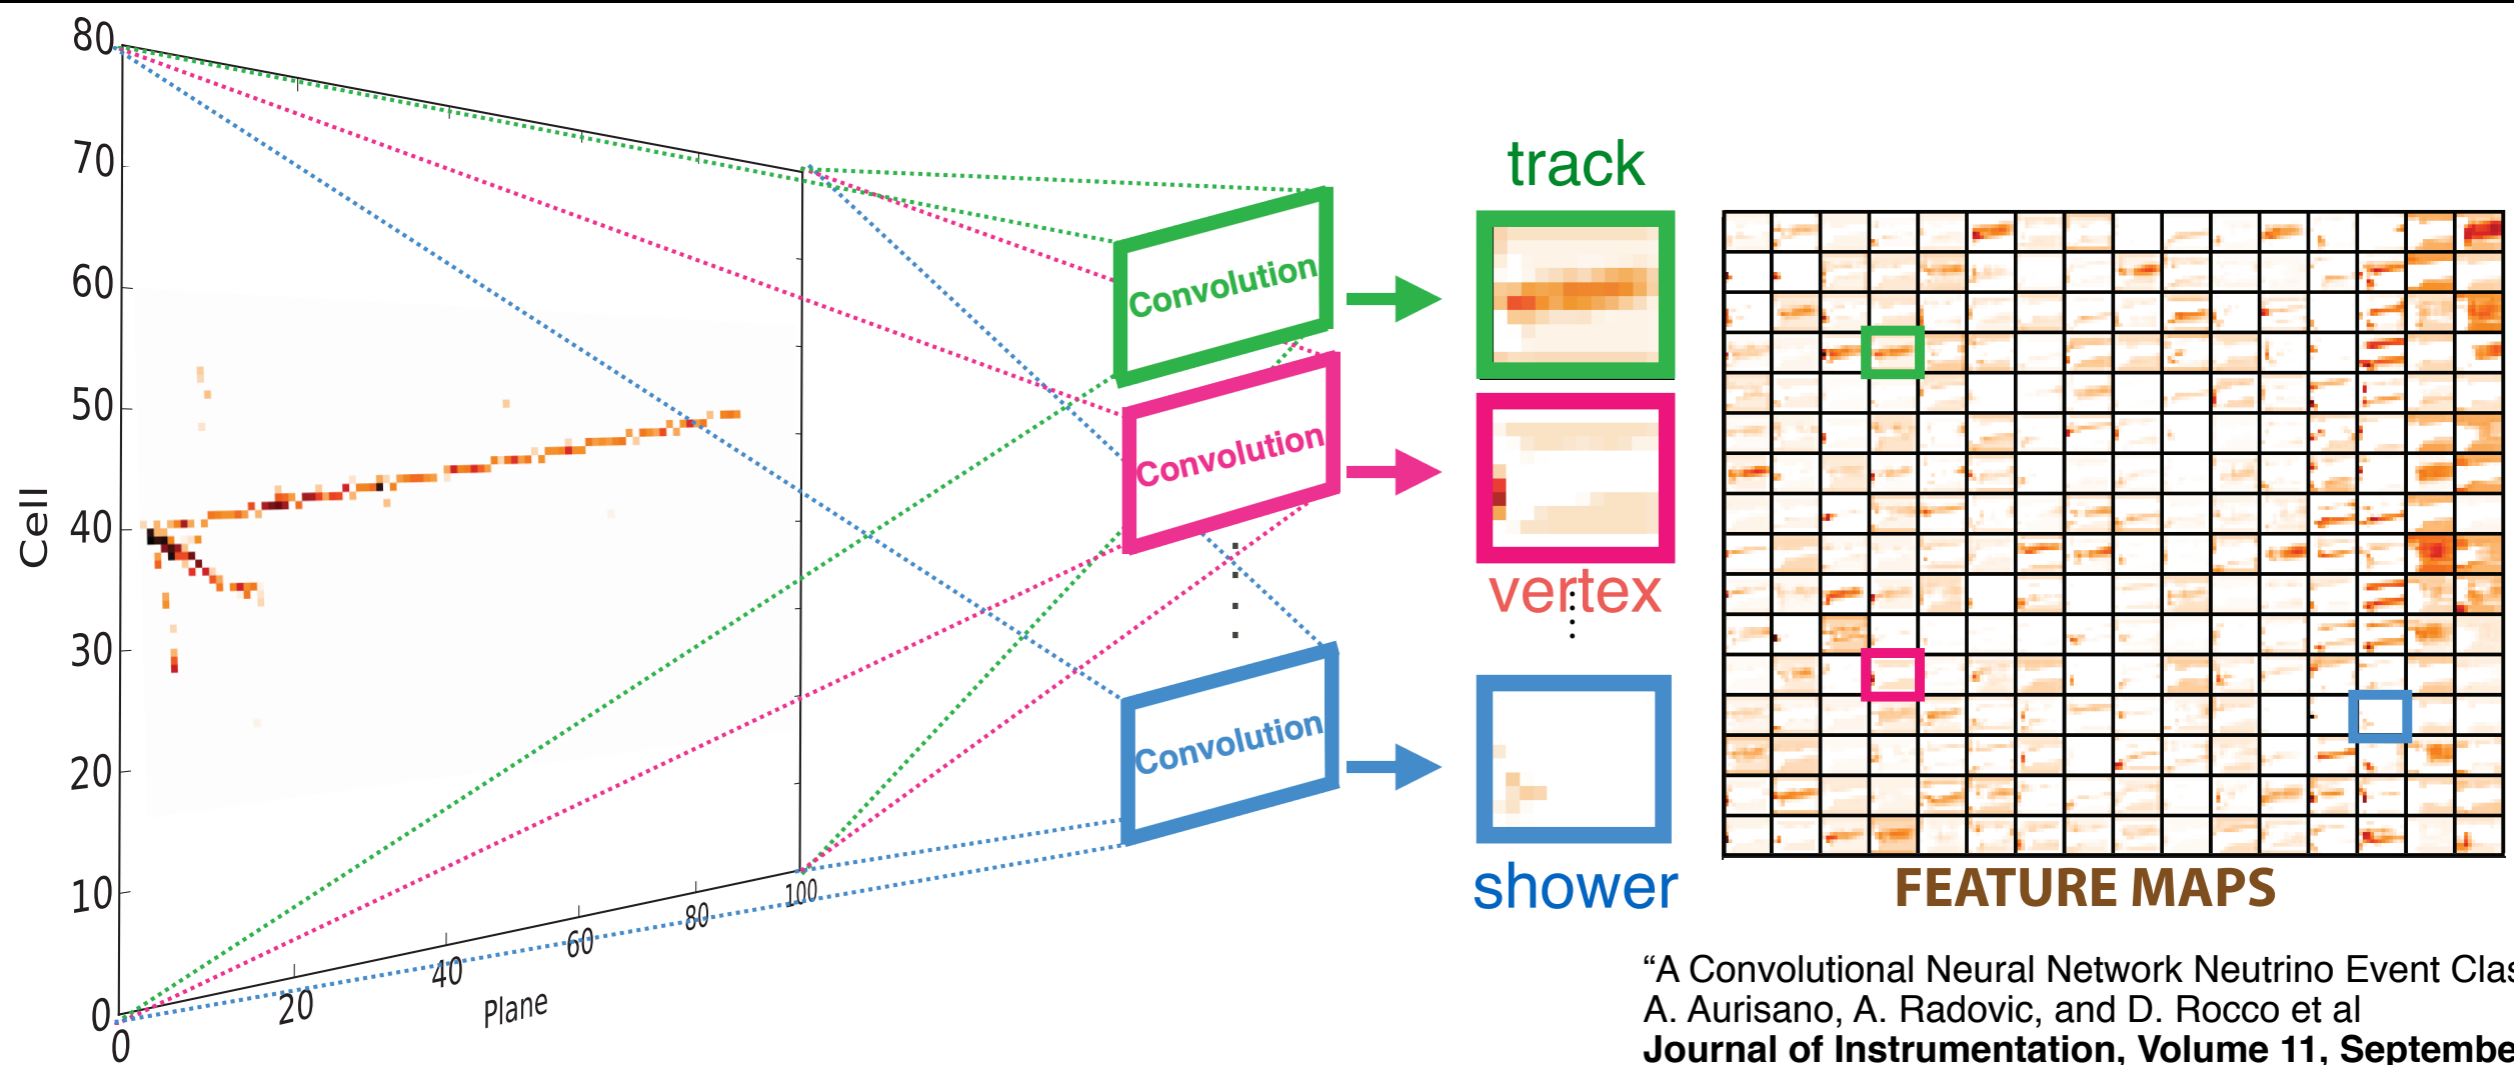 80
70
60
50
40
30
20
10
0
Cell
0
20
40
60
80
100
Plane
Convolution
Convolution
Convolution
track
vertex
shower
FEATURE MAPS
“A Convolutional Neural Network Neutrino Event Clas
A. Aurisano, A. Radovic, and D. Rocco et al
Journal of Instrumentation, Volume 11, Septembe